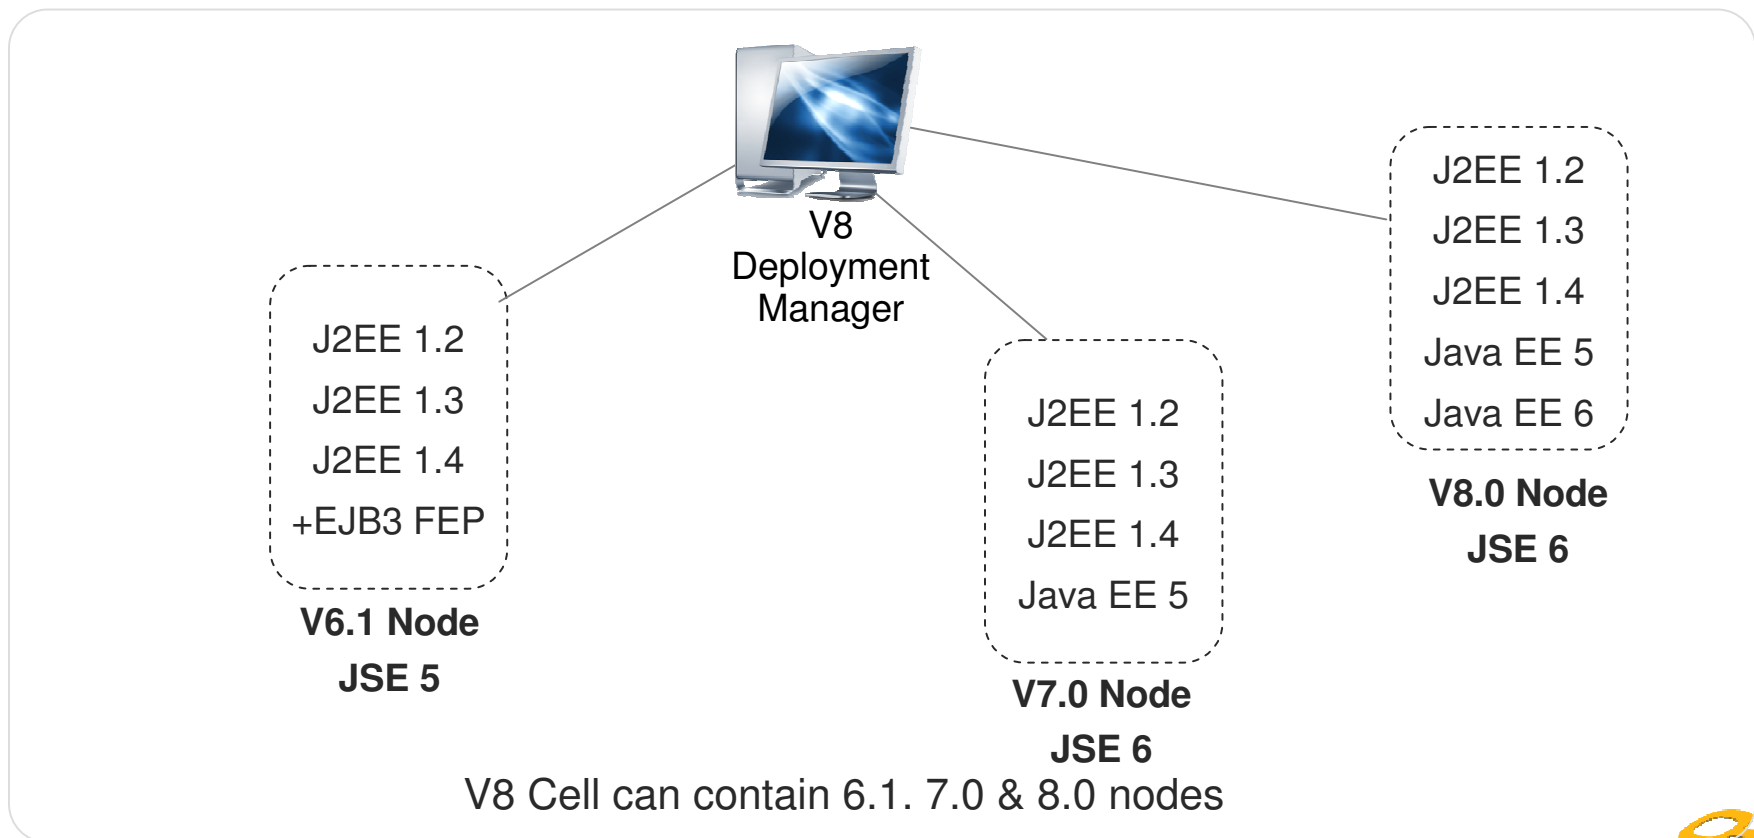 V8
Deployment
Manager
J2EE 1.2
J2EE 1.3
J2EE 1.4
+EJB3 FEP
V6.1 Node
JSE 5
J2EE 1.2
J2EE 1.3
J2EE 1.4
Java EE 5
V7.0 Node
JSE 6
J2EE 1.2
J2EE 1.3
J2EE 1.4
Java EE 5
Java EE 6
V8.0 Node
JSE 6
V8 Cell can contain 6.1. 7.0 & 8.0 nodes